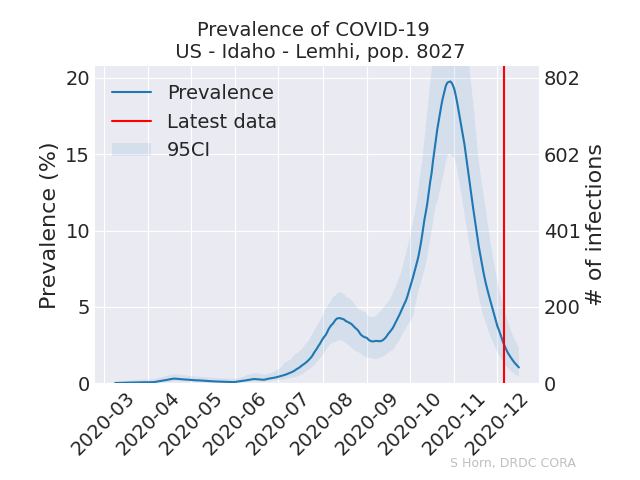 Prevalence of COVID-19
US - Idaho - Lemhi, pop. 8027
Prevalence
Latest data
95CI
Prevalence (%)
20
15
10
5
0
802
602
401
200
0
# of infections
2020-03
2020-04
2020-05
2020-06
2020-07
2020-08
2020-09
2020-10
2020-11
2020-12
S Horn, DRDC CORA